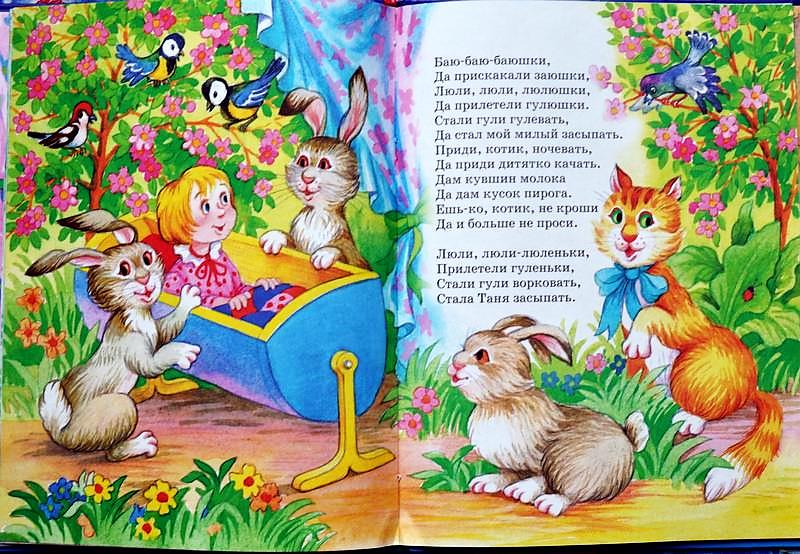 Баю-баю-баюшки,
Да прискакали заюшки,
Люли, люли, люлюшки,
Да прилетели гулюшки.
Стали гули гулевать,
Да стал мой милый засыпать.
Приди, котик, ночевать,
Да приди дитятко качать.
Дам кувшин молока
Да дам кусок пирога.
Ешь-ко, котик, не кроши
Да и больше не проси.
Люли, люли-люленьки,
Прилетели гуленьки,
Стали гули ворковать,
Стала Таня засыпать.